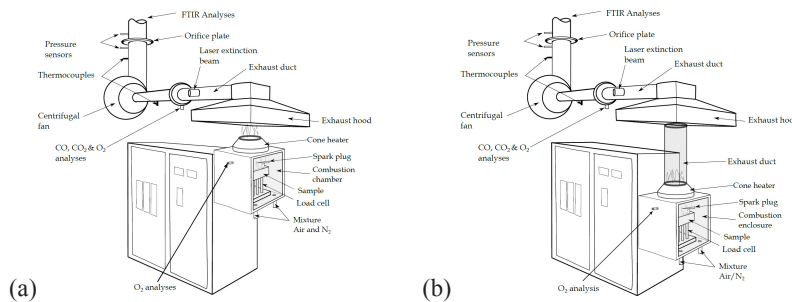 FTIR Analyses
Orifice plate
Pressure
sensors
Laser extinction
beam
Thermocouples
Exhaust duct
Centrifugal
fan
Exhaust hood
CO, CO₂ & O₂
analyses
Cone heater
Spark plug
Combustion
chamber
Sample
Load cell
Mixture
Air and N₂
O₂ analyses
(a)
FTIR Analyses
Orifice plate
Pressure
sensors
Laser extinction
beam
Thermocouples
Exhaust duct
Centrifugal
fan
Exhaust hood
CO, CO₂ & O₂
analyses
Exhaust duct
Cone heater
Spark plug
Combustion
enclosure
Sample
Load cell
Mixture
Air/N₂
O₂ analysis
(b)